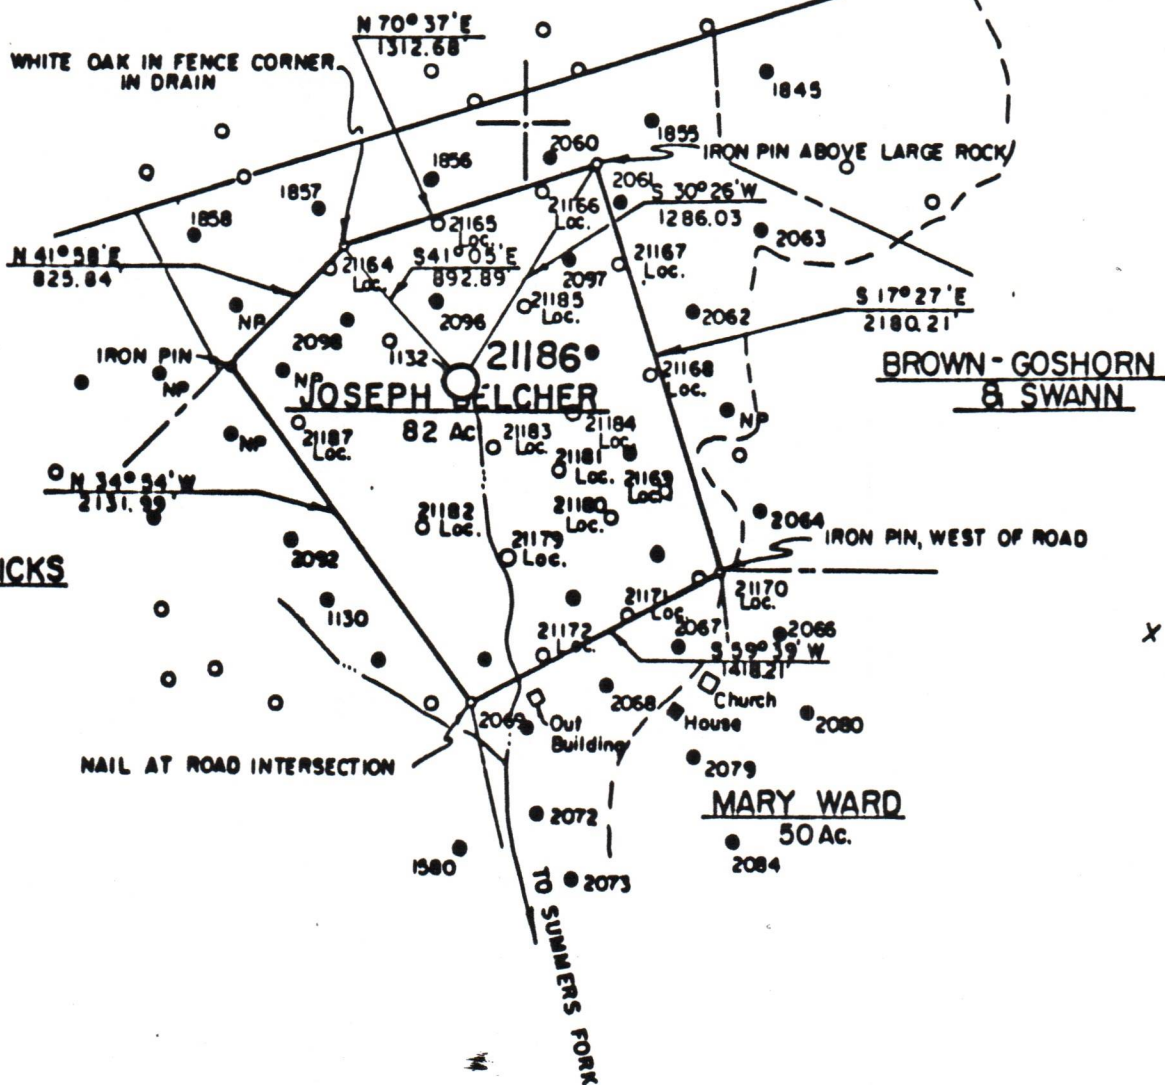 N 70° 37' E
1312.68'
WHITE OAK IN FENCE CORNER
IN DRAIN
1845
1855
2060
IRON PIN ABOVE LARGE ROCK
1856
2061
S 30° 26' W
1286.03
1857
21166
Loc.
1858
21165
Loc.
2063
N 41° 58' E
825.84'
21164
Loc.
S 41° 05' E
892.89'
2097
21167
Loc.
21185
Loc.
S 17° 27' E
2180.21'
NP
2098
2096
2062
1132
IRON PIN
NP
NP
21186
21168
Loc.
BROWN - GOSHORN
& SWANN
JOSEPH BELCHER
82 Ac
NP
NP
21187
Loc.
21183
Loc.
21184
Loc.
21181
Loc.
21169
Loc.
N 34° 54' W
2131.99'
21182
Loc.
21180
Loc.
2064
IRON PIN, WEST OF ROAD
2092
21179
Loc.
ICKS
21170
Loc.
1130
21171
Loc.
21172
Loc.
2067
2066
X
S 59° 39' W
1418.21'
Church
2068
House
2080
2069
Out
Building
NAIL AT ROAD INTERSECTION
2079
MARY WARD
50 Ac.
2072
1580
2084
2073
TO SUMMERS FORK